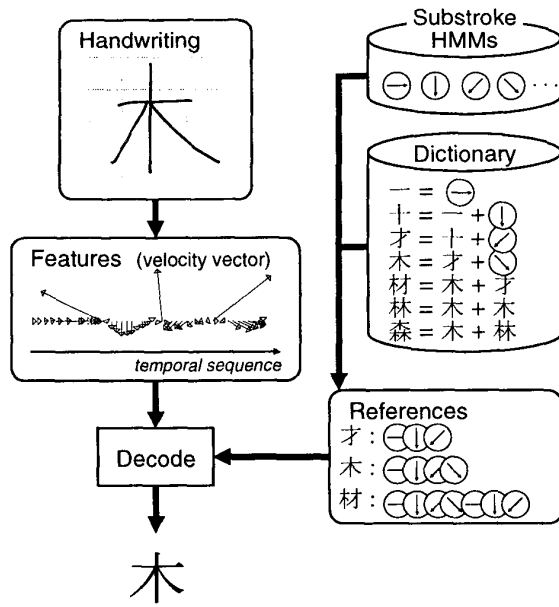 Handwriting
木
Features (velocity vector)
temporal sequence
Decode
木
Substroke
HMMs
→ ↓ ↙ ↘ ···
Dictionary
一 = →
十 = 一 + ↓
才 = 十 + ↙
木 = 才 + ↘
材 = 木 + 才
林 = 木 + 木
森 = 木 + 林
References
才 :
木 :
材 :